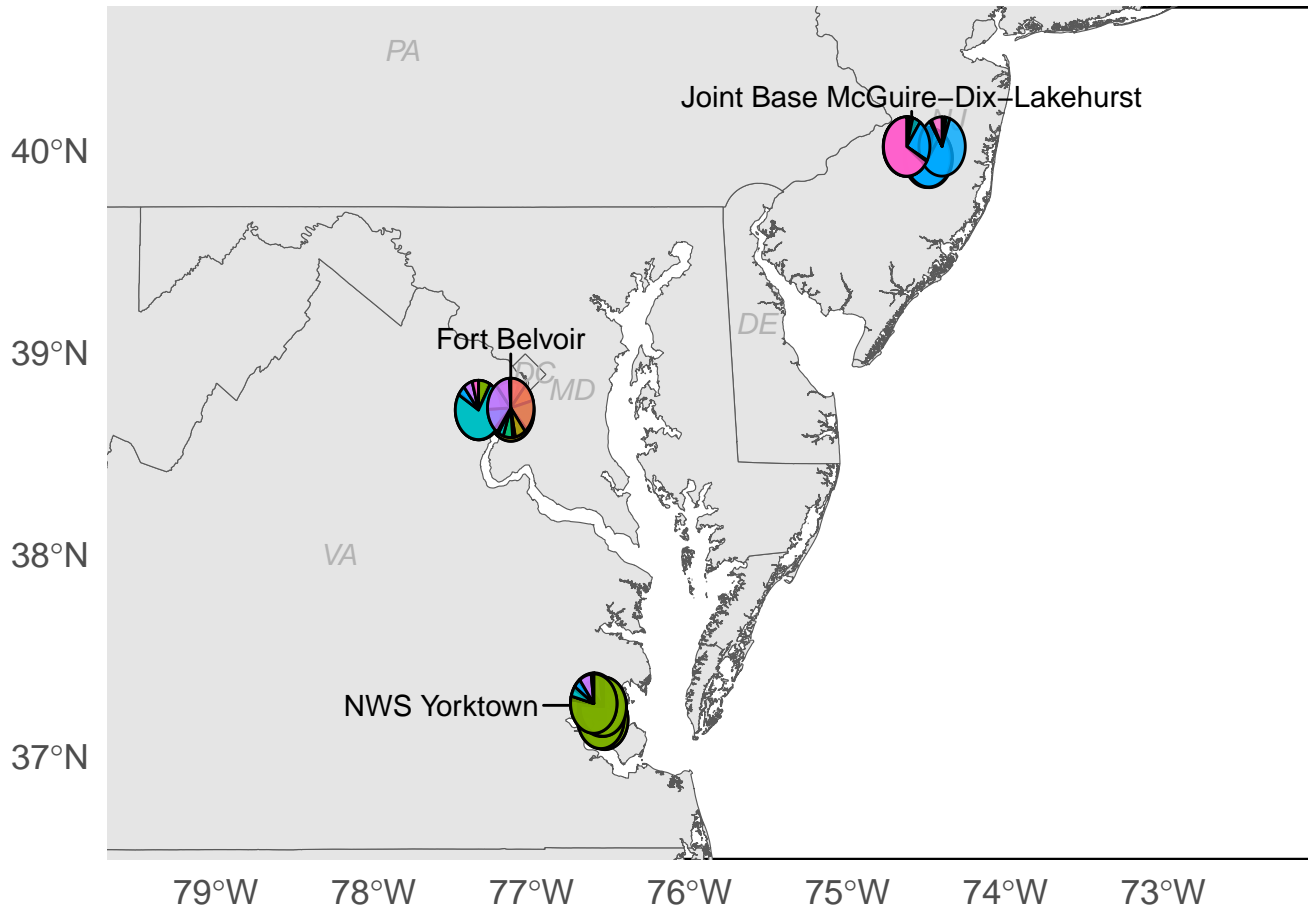 PA
Joint Base McGuire−Dix−Lakehurst
NJ
40°N
39°N
DE
Fort Belvoir
DC
MD
38°N
VA
NWS Yorktown
37°N
79°W 78°W 77°W 76°W 75°W 74°W 73°W